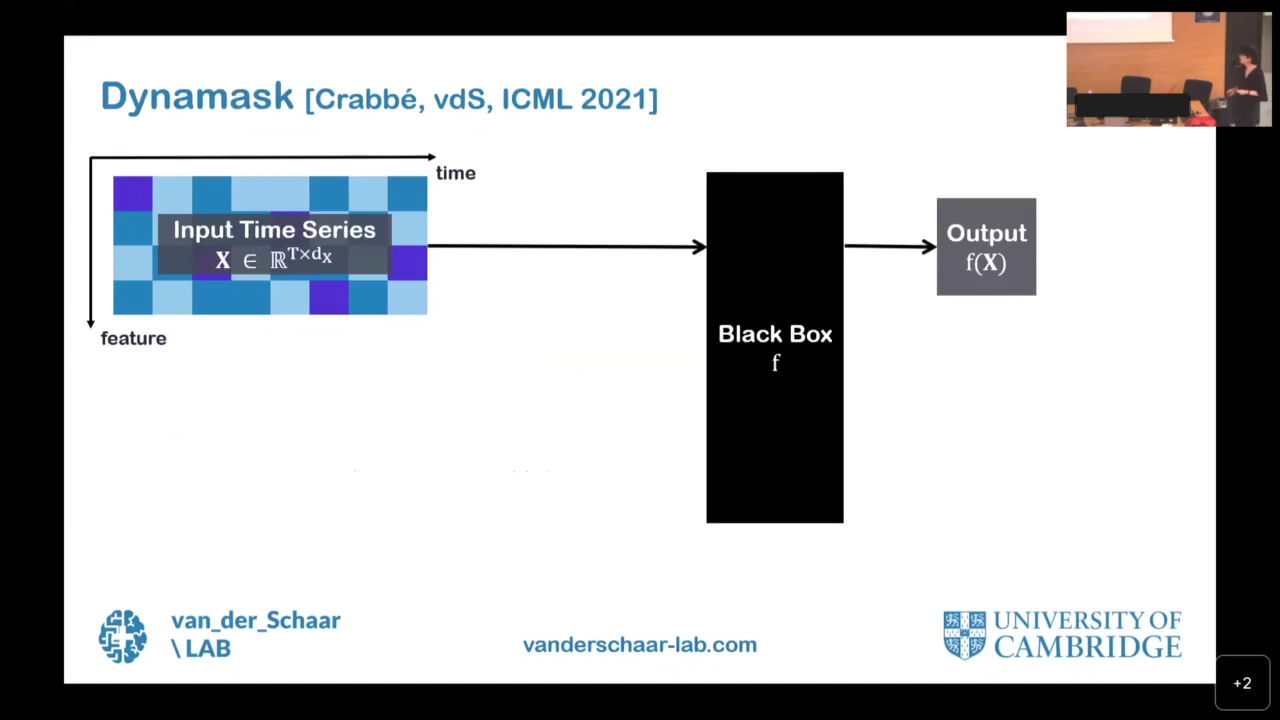 Dynamask [Crabbé, vdS, ICML 2021]
time
Input Time Series
X ∈ ℝ^{T×d_X}
feature
Black Box
f
Output
f(X)
van_der_Schaar
\ LAB
vanderschaar-lab.com
UNIVERSITY OF
CAMBRIDGE
+2